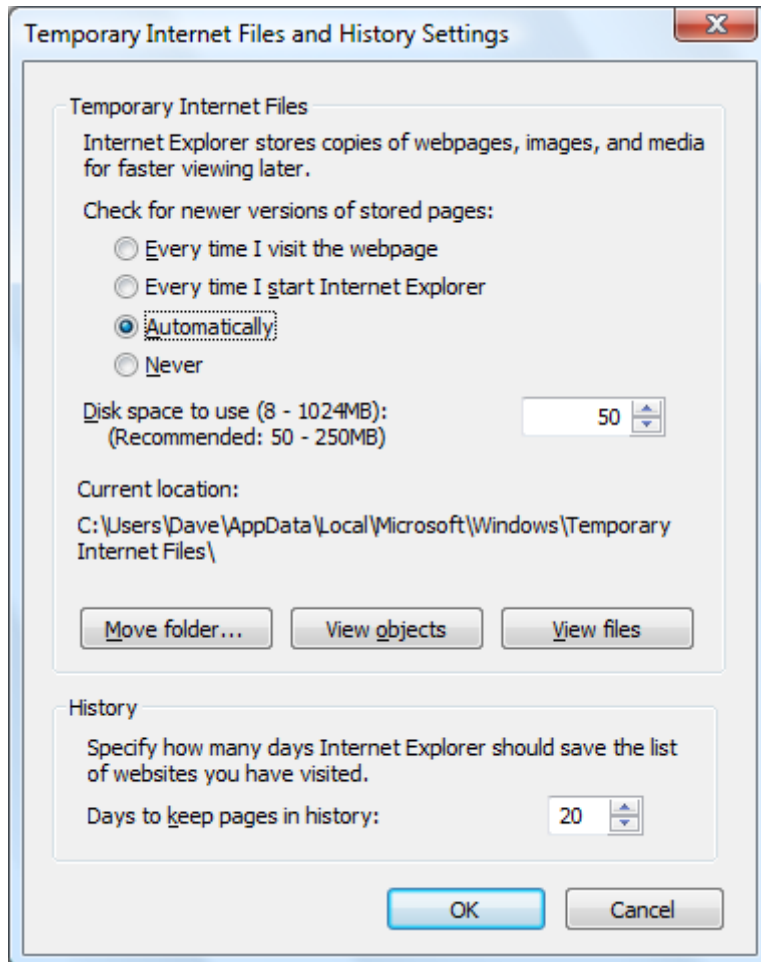 Temporary Internet Files and History Settings
Temporary Internet Files
Internet Explorer stores copies of webpages, images, and media
for faster viewing later.
Check for newer versions of stored pages:
Every time I visit the webpage
Every time I start Internet Explorer
Automatically
Never
Disk space to use (8 - 1024MB): 50
(Recommended: 50 - 250MB)
Current location:
C:\Users\Dave\AppData\Local\Microsoft\Windows\Temporary
Internet Files\
Move folder... View objects View files
History
Specify how many days Internet Explorer should save the list
of websites you have visited.
Days to keep pages in history: 20
OK Cancel